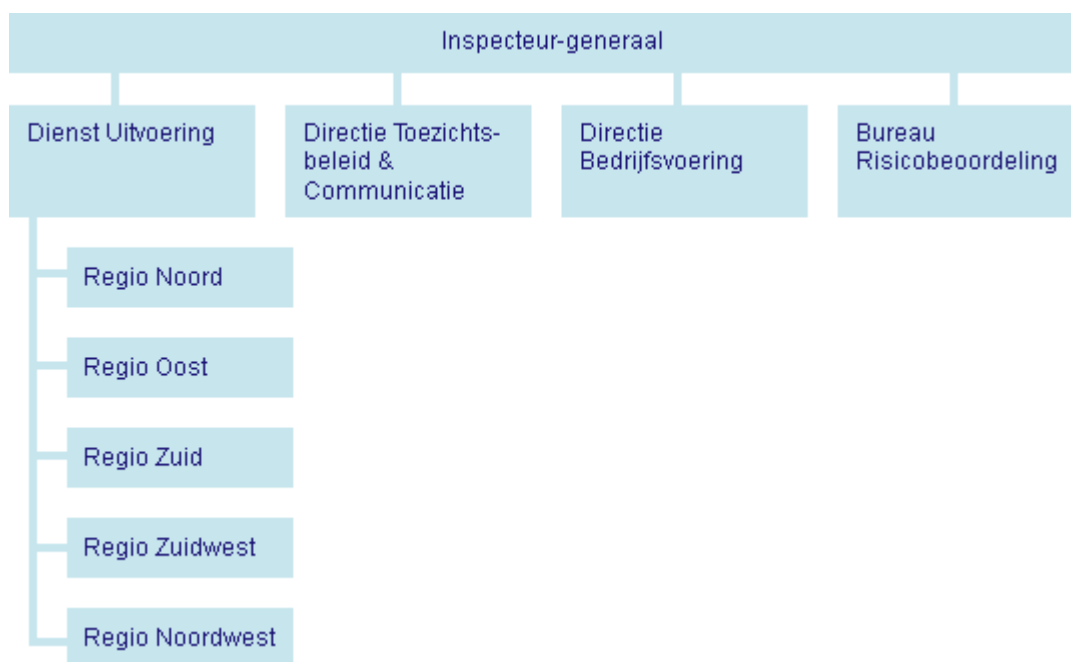 Inspecteur-generaal
Dienst Uitvoering
Directie Toezichts-
beleid &
Communicatie
Directie
Bedrijfsvoering
Bureau
Risicobeoordeling
Regio Noord
Regio Oost
Regio Zuid
Regio Zuidwest
Regio Noordwest